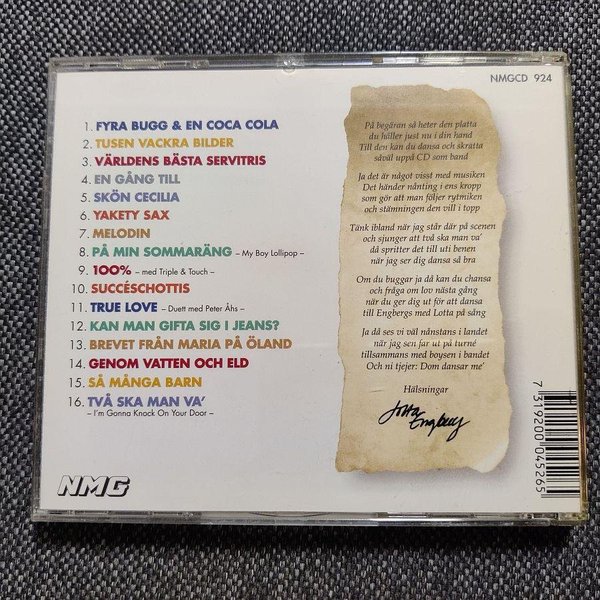 NMGCD 924
1. FYRA BUGG & EN COCA COLA
2. TUSEN VACKRA BILDER
3. VÄRLDENS BÄSTA SERVITRIS
4. EN GÅNG TILL
5. SKÖN CECILIA
6. YAKETY SAX
7. MELODIN
8. PÅ MIN SOMMARÄNG – My Boy Lollipop –
9. 100% – med Triple & Touch –
10. SUCCÉSCHOTTIS
11. TRUE LOVE – Duett med Peter Åhs –
12. KAN MAN GIFTA SIG I JEANS?
13. BREVET FRÅN MARIA PÅ ÖLAND
14. GENOM VATTEN OCH ELD
15. SÅ MÅNGA BARN
16. TVÅ SKA MAN VA'
– I'm Gonna Knock On Your Door –
NMG
På begäran så heter den platta
du håller just nu i din hand
Till den kan du dansa och skratta
såväl uppå CD som band
Ja det är något visst med musiken
Det händer nånting i ens kropp
som gör att man följer rytmiken
och stämningen den vill i topp
Tänk ibland när jag står där på scenen
och sjunger att två ska man va'
då spritter det till uti benen
när jag ser dig dansa så bra
Om du buggar ja då kan du chansa
och fråga om lov nästa gång
när du ger dig ut för att dansa
till Engbergs med Lotta på sång
Ja då ses vi väl nånstans i landet
när jag sen far ut på turné
tillsammans med boysen i bandet
Och ni tjejer: Dom dansar me'
Hälsningar
Lotta
Engberg
7 319200 045265